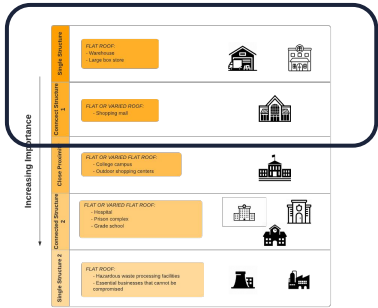 Increasing Importance
Single Structure
FLAT ROOF:
- Warehouse
- Large box store
Connect Structure
1
FLAT OR VARIED ROOF:
- Shopping mall
Close Proximi
FLAT OR VARIED FLAT ROOF:
- College campus
- Outdoor shopping centers
Connected Structure
2
FLAT OR VARIED FLAT ROOF:
- Hospital
- Prison complex
- Grade school
Single Structure 2
FLAT ROOF:
- Hazardous waste processing facilities
- Essential businesses that cannot be
compromised